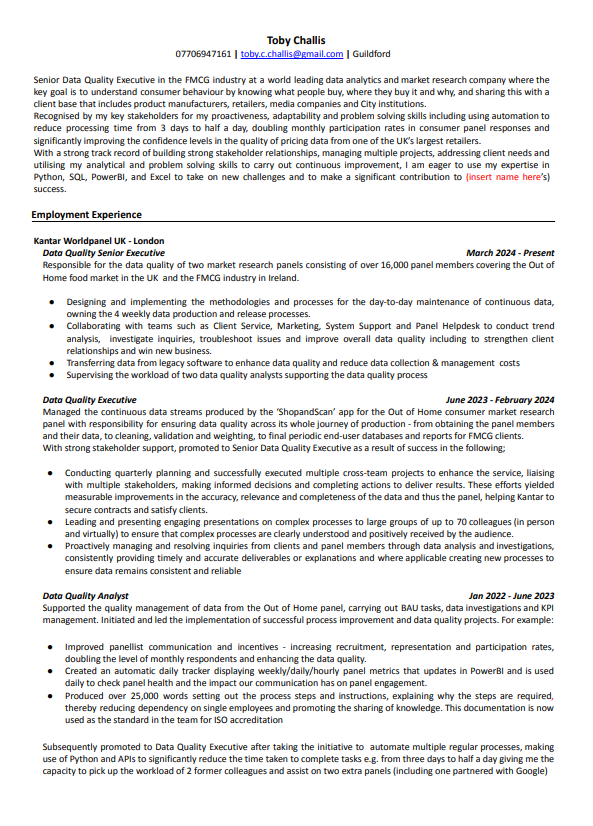 Toby Challis
07706947161 | toby.c.challis@gmail.com | Guildford
Senior Data Quality Executive in the FMCG industry at a world leading data analytics and market research company where the
key goal is to understand consumer behaviour by knowing what people buy, where they buy it and why, and sharing this with a
client base that includes product manufacturers, retailers, media companies and City institutions.
Recognised by my key stakeholders for my proactiveness, adaptability and problem solving skills including using automation to
reduce processing time from 3 days to half a day, doubling monthly participation rates in consumer panel responses and
significantly improving the confidence levels in the quality of pricing data from one of the UK's largest retailers.
With a strong track record of building strong stakeholder relationships, managing multiple projects, addressing client needs and
utilising my analytical and problem solving skills to carry out continuous improvement, I am eager to use my expertise in
Python, SQL, PowerBI, and Excel to take on new challenges and to make a significant contribution to (insert name here's)
success.
Employment Experience
Kantar Worldpanel UK - London
Data Quality Senior Executive March 2024 - Present
Responsible for the data quality of two market research panels consisting of over 16,000 panel members covering the Out of
Home food market in the UK and the FMCG industry in Ireland.
● Designing and implementing the methodologies and processes for the day-to-day maintenance of continuous data,
owning the 4 weekly data production and release processes.
● Collaborating with teams such as Client Service, Marketing, System Support and Panel Helpdesk to conduct trend
analysis, investigate inquiries, troubleshoot issues and improve overall data quality including to strengthen client
relationships and win new business.
● Transferring data from legacy software to enhance data quality and reduce data collection & management costs
● Supervising the workload of two data quality analysts supporting the data quality process
Data Quality Executive June 2023 - February 2024
Managed the continuous data streams produced by the 'ShopandScan' app for the Out of Home consumer market research
panel with responsibility for ensuring data quality across its whole journey of production - from obtaining the panel members
and their data, to cleaning, validation and weighting, to final periodic end-user databases and reports for FMCG clients.
With strong stakeholder support, promoted to Senior Data Quality Executive as a result of success in the following;
● Conducting quarterly planning and successfully executed multiple cross-team projects to enhance the service, liaising
with multiple stakeholders, making informed decisions and completing actions to deliver results. These efforts yielded
measurable improvements in the accuracy, relevance and completeness of the data and thus the panel, helping Kantar to
secure contracts and satisfy clients.
● Leading and presenting engaging presentations on complex processes to large groups of up to 70 colleagues (in person
and virtually) to ensure that complex processes are clearly understood and positively received by the audience.
● Proactively managing and resolving inquiries from clients and panel members through data analysis and investigations,
consistently providing timely and accurate deliverables or explanations and where applicable creating new processes to
ensure data remains consistent and reliable
Data Quality Analyst Jan 2022 - June 2023
Supported the quality management of data from the Out of Home panel, carrying out BAU tasks, data investigations and KPI
management. Initiated and led the implementation of successful process improvement and data quality projects. For example:
● Improved panellist communication and incentives - increasing recruitment, representation and participation rates,
doubling the level of monthly respondents and enhancing the data quality.
● Created an automatic daily tracker displaying weekly/daily/hourly panel metrics that updates in PowerBI and is used
daily to check panel health and the impact our communication has on panel engagement.
● Produced over 25,000 words setting out the process steps and instructions, explaining why the steps are required,
thereby reducing dependency on single employees and promoting the sharing of knowledge. This documentation is now
used as the standard in the team for ISO accreditation
Subsequently promoted to Data Quality Executive after taking the initiative to automate multiple regular processes, making
use of Python and APIs to significantly reduce the time taken to complete tasks e.g. from three days to half a day giving me the
capacity to pick up the workload of 2 former colleagues and assist on two extra panels (including one partnered with Google)